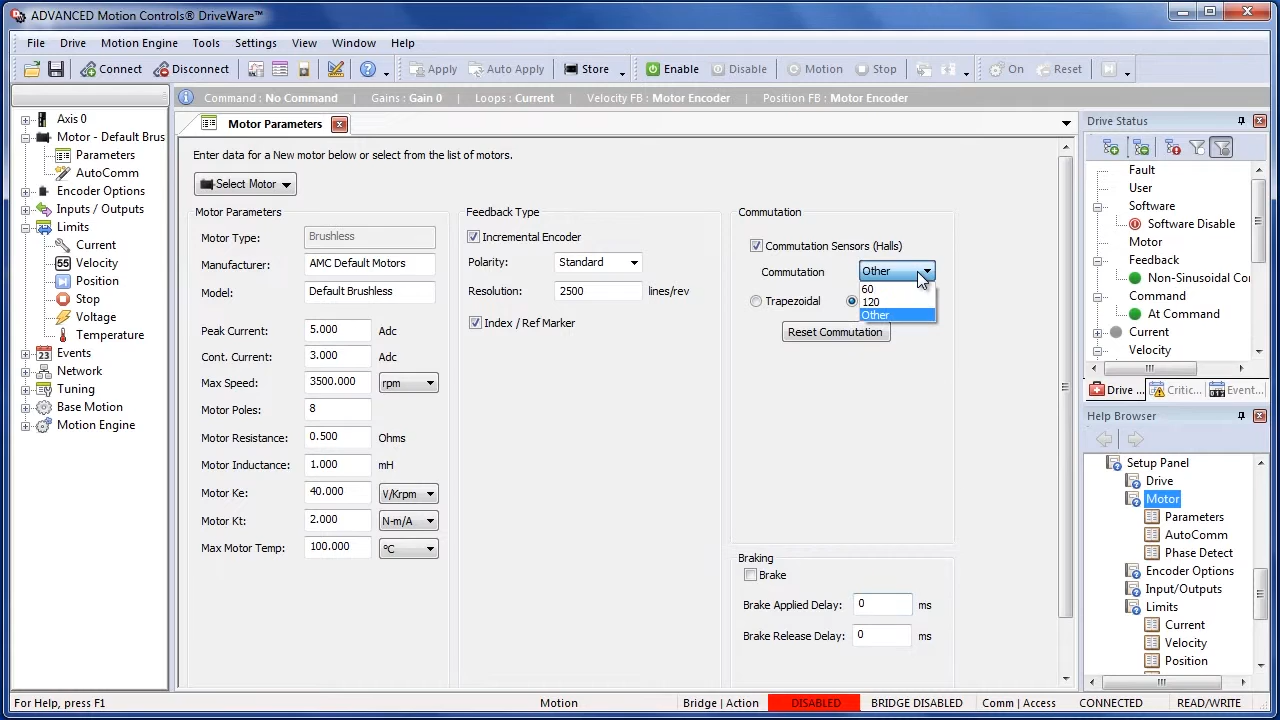 ADVANCED Motion Controls® DriveWare™
File Drive Motion Engine Tools Settings View Window Help
Connect Disconnect Apply Auto Apply Store Enable Disable Motion Stop On Reset
Command : No Command | Gains : Gain 0 | Loops : Current | Velocity FB : Motor Encoder | Position FB : Motor Encoder
Axis 0
Motor - Default Brus
Parameters
AutoComm
Encoder Options
Inputs / Outputs
Limits
Current
Velocity
Position
Stop
Voltage
Temperature
Events
Network
Tuning
Base Motion
Motion Engine
Motor Parameters
Enter data for a New motor below or select from the list of motors.
Select Motor
Motor Parameters
Motor Type: Brushless
Manufacturer: AMC Default Motors
Model: Default Brushless
Peak Current: 5.000 Adc
Cont. Current: 3.000 Adc
Max Speed: 3500.000 rpm
Motor Poles: 8
Motor Resistance: 0.500 Ohms
Motor Inductance: 1.000 mH
Motor Ke: 40.000 V/Krpm
Motor Kt: 2.000 N-m/A
Max Motor Temp: 100.000 °C
Feedback Type
Incremental Encoder
Polarity: Standard
Resolution: 2500 lines/rev
Index / Ref Marker
Commutation
Commutation Sensors (Halls)
Commutation Other
60
120
Other
Trapezoidal
Reset Commutation
Braking
Brake
Brake Applied Delay: 0 ms
Brake Release Delay: 0 ms
Drive Status
Fault
User
Software
Software Disable
Motor
Feedback
Non-Sinusoidal Co
Command
At Command
Current
Velocity
Drive ... Critic... Event...
Help Browser
Setup Panel
Drive
Motor
Parameters
AutoComm
Phase Detect
Encoder Options
Input/Outputs
Limits
Current
Velocity
Position
For Help, press F1 Motion Bridge | Action DISABLED BRIDGE DISABLED Comm | Access CONNECTED READ/WRITE